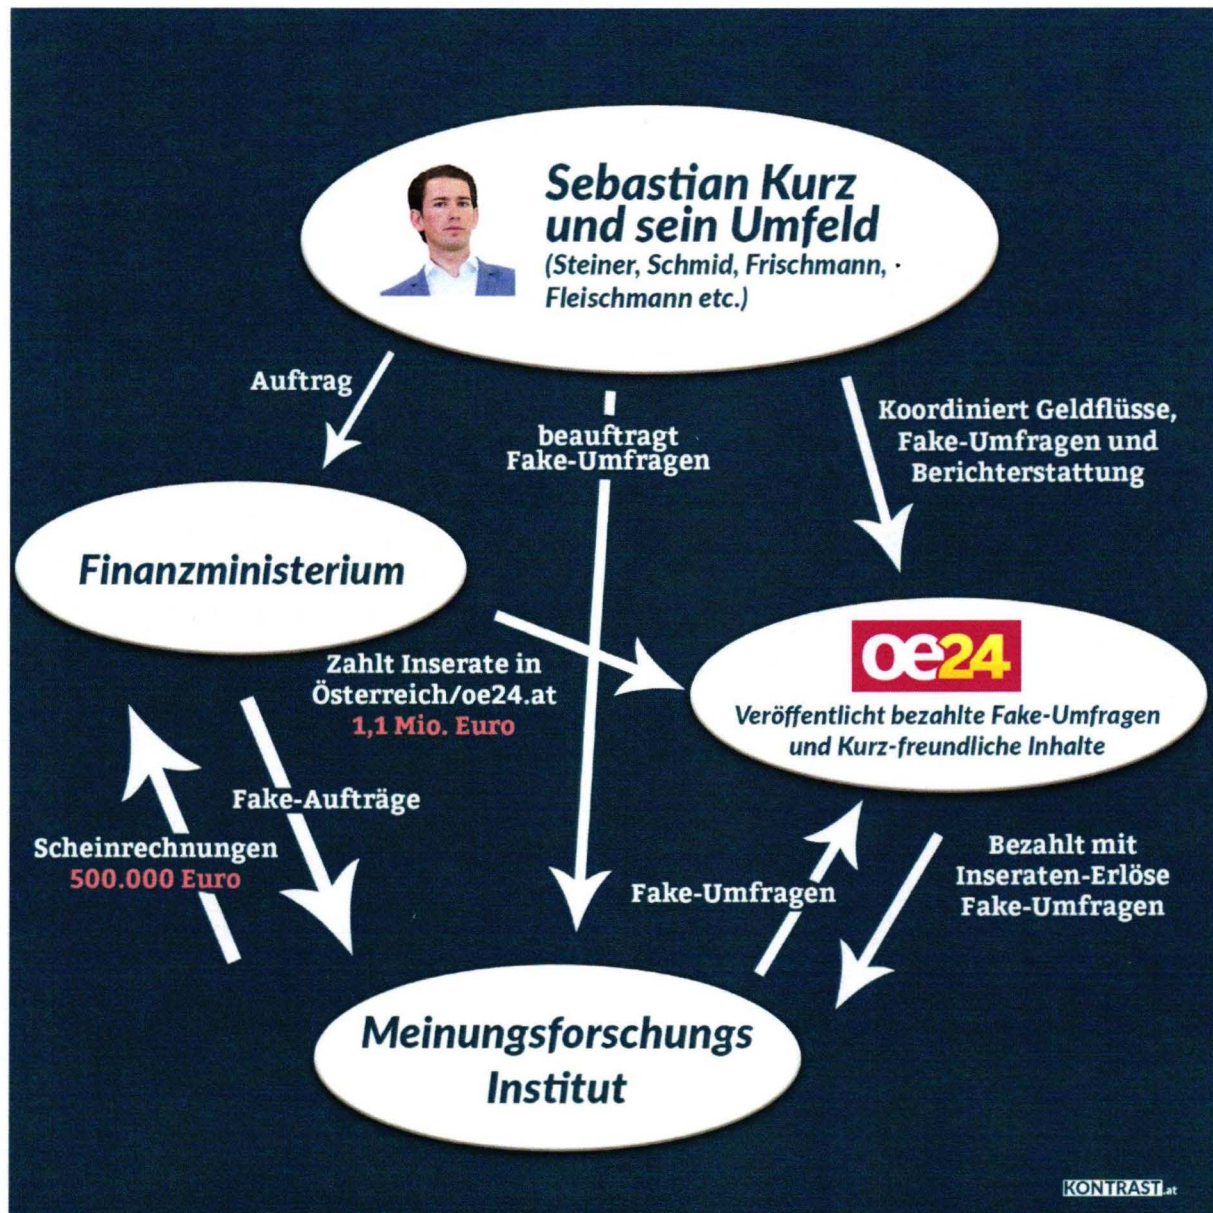 Sebastian Kurz
und sein Umfeld
(Steiner, Schmid, Frischmann,
Fleischmann etc.)
Auftrag
beauftragt
Fake-Umfragen
Koordiniert Geldflüsse,
Fake-Umfragen und
Berichterstattung
Finanzministerium
Zahlt Inserate in
Österreich/oe24.at
1,1 Mio. Euro
oe24
Veröffentlicht bezahlte Fake-Umfragen
und Kurz-freundliche Inhalte
Fake-Aufträge
Scheinrechnungen
500.000 Euro
Fake-Umfragen
Bezahlt mit
Inseraten-Erlöse
Fake-Umfragen
Meinungsforschungs
Institut
KONTRAST.at